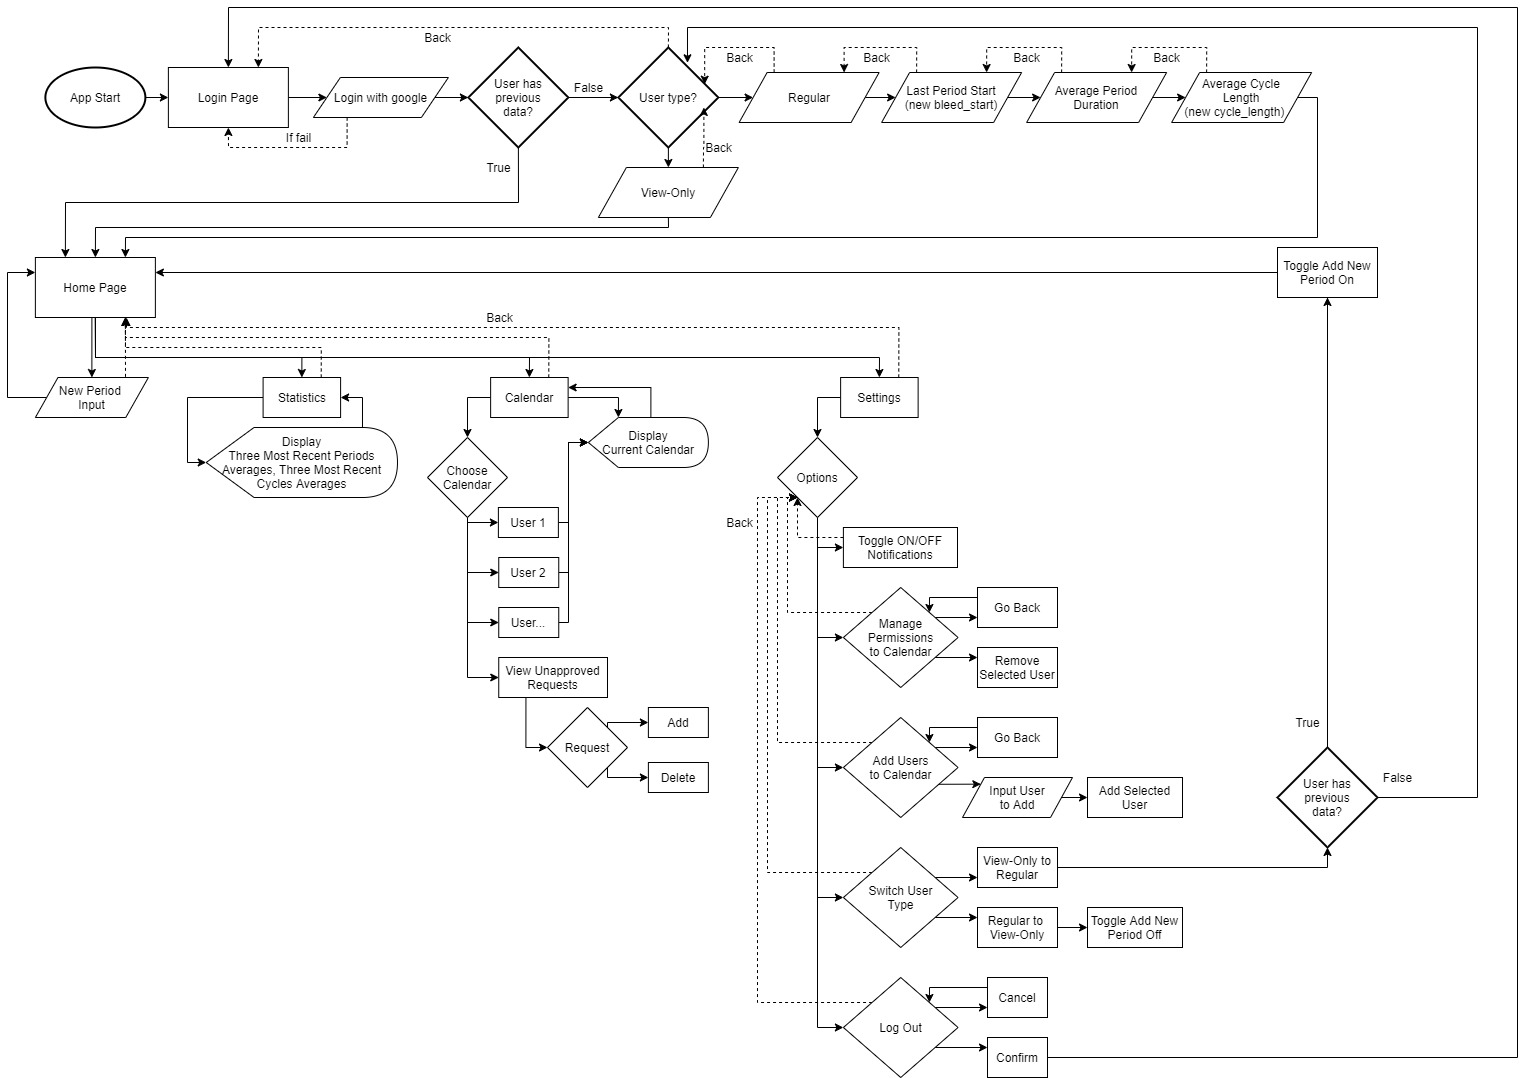 Back
App Start
Login Page
Login with google
If fail
User has
previous
data?
False
True
User type?
Back
View-Only
Regular
Back
Last Period Start
(new bleed_start)
Back
Average Period
Duration
Back
Average Cycle
Length
(new cycle_length)
Back
Home Page
Toggle Add New
Period On
Back
New Period
Input
Statistics
Display
Three Most Recent Periods
Averages, Three Most Recent
Cycles Averages
Calendar
Display
Current Calendar
Choose
Calendar
User 1
User 2
User...
View Unapproved
Requests
Request
Add
Delete
Settings
Options
Back
Toggle ON/OFF
Notifications
Manage
Permissions
to Calendar
Go Back
Remove
Selected User
Add Users
to Calendar
Go Back
Input User
to Add
Add Selected
User
Switch User
Type
View-Only to
Regular
Regular to
View-Only
Toggle Add New
Period Off
True
User has
previous
data?
False
Log Out
Cancel
Confirm